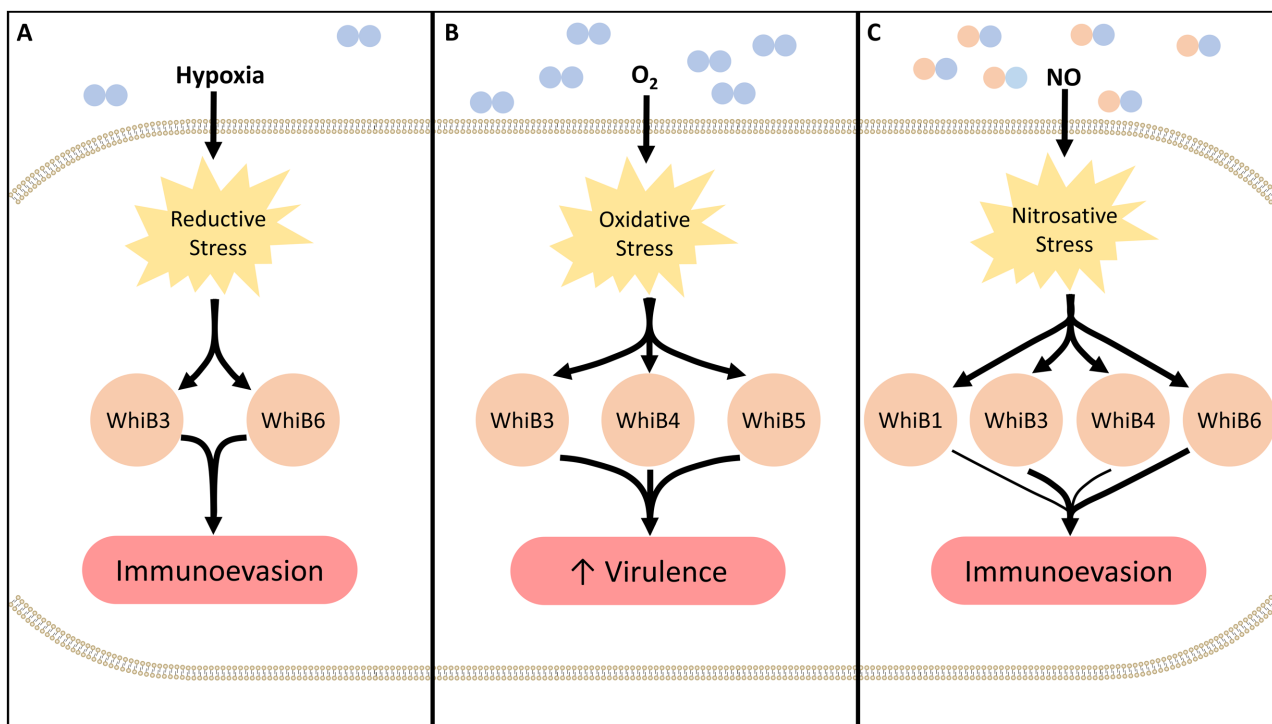 A
Hypoxia
Reductive
Stress
WhiB3
WhiB6
Immunoevasion
B
O₂
Oxidative
Stress
WhiB3
WhiB4
WhiB5
↑ Virulence
C
NO
Nitrosative
Stress
WhiB1
WhiB3
WhiB4
WhiB6
Immunoevasion